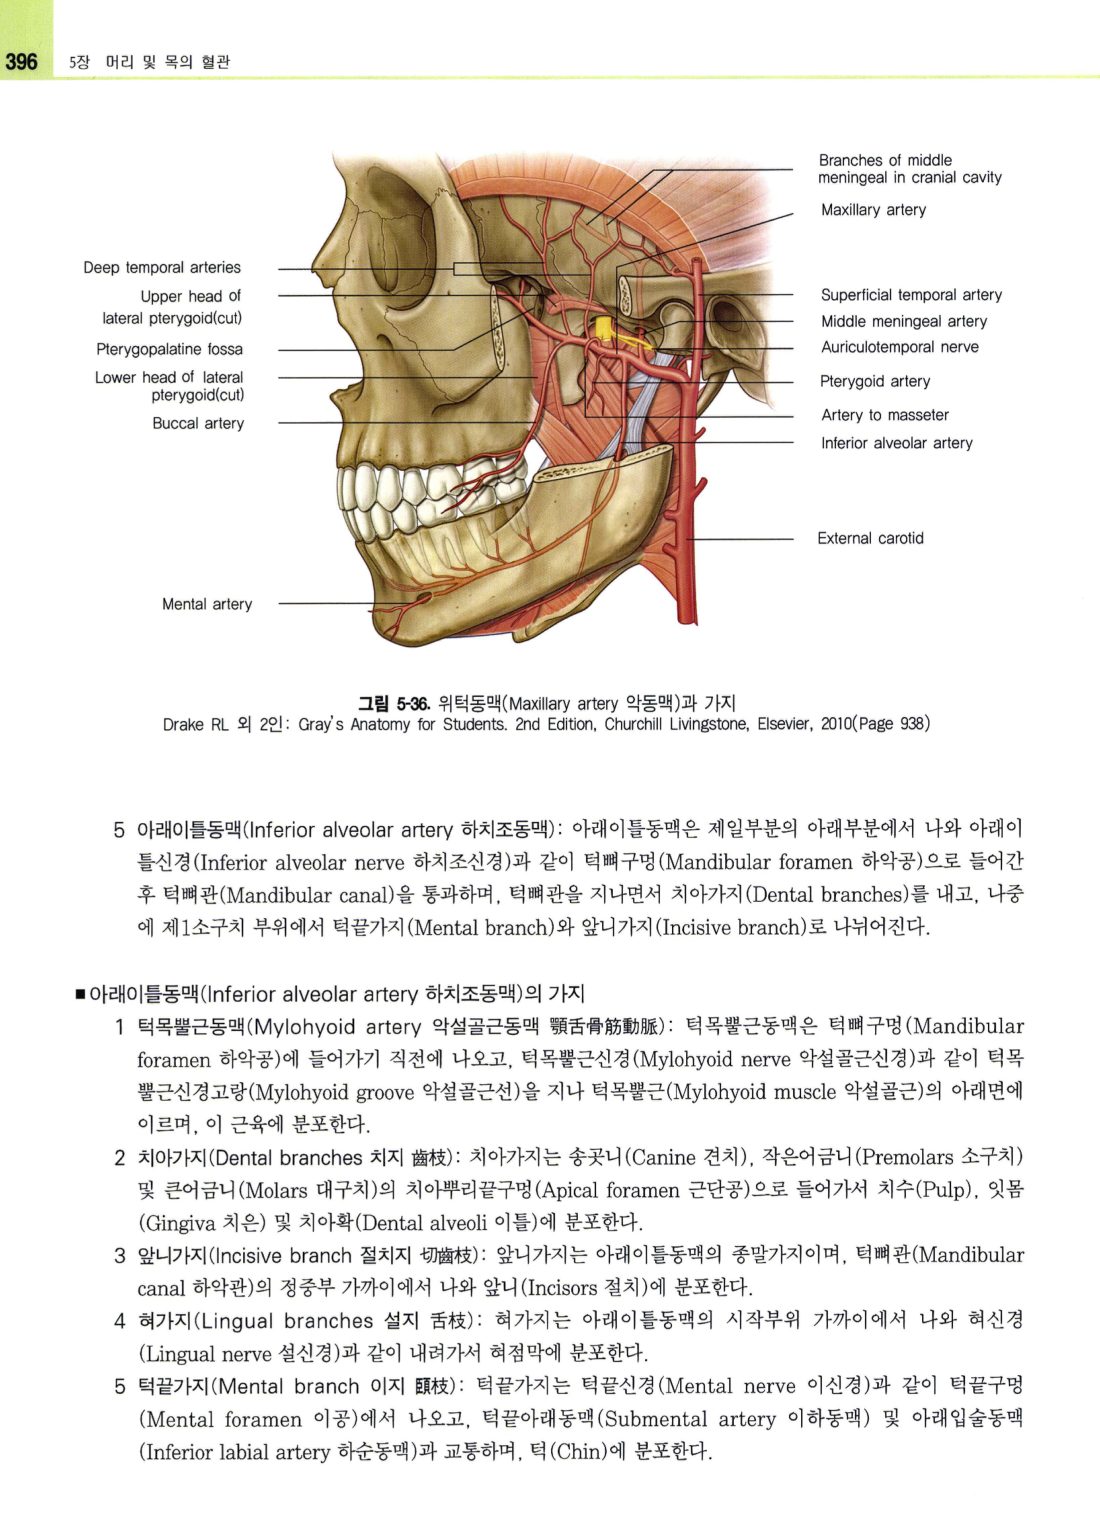 396 5장 머리 및 목의 혈관
Branches of middle
meningeal in cranial cavity
Maxillary artery
Deep temporal arteries
Upper head of
lateral pterygoid(cut)
Pterygopalatine fossa
Lower head of lateral
pterygoid(cut)
Buccal artery
Mental artery
Superficial temporal artery
Middle meningeal artery
Auriculotemporal nerve
Pterygoid artery
Artery to masseter
Inferior alveolar artery
External carotid
그림 5-36. 위턱동맥(Maxillary artery 악동맥)과 가지
Drake RL 외 2인: Gray's Anatomy for Students. 2nd Edition, Churchill Livingstone, Elsevier, 2010(Page 938)
5 아래이틀동맥(Inferior alveolar artery 하치조동맥): 아래이틀동맥은 제일부분의 아래부분에서 나와 아래이
틀신경(Inferior alveolar nerve 하치조신경)과 같이 턱뼈구멍(Mandibular foramen 하악공)으로 들어간
후 턱뼈관(Mandibular canal)을 통과하며, 턱뼈관을 지나면서 치아가지(Dental branches)를 내고, 나중
에 제1소구치 부위에서 턱끝가지(Mental branch)와 앞니가지(Incisive branch)로 나뉘어진다.
■ 아래이틀동맥(Inferior alveolar artery 하치조동맥)의 가지
1 턱목뿔근동맥(Mylohyoid artery 악설골근동맥 顎舌骨筋動脈): 턱목뿔근동맥은 턱뼈구멍(Mandibular
foramen 하악공)에 들어가기 직전에 나오고, 턱목뿔근신경(Mylohyoid nerve 악설골근신경)과 같이 턱목
뿔근신경고랑(Mylohyoid groove 악설골근선)을 지나 턱목뿔근(Mylohyoid muscle 악설골근)의 아래면에
이르며, 이 근육에 분포한다.
2 치아가지(Dental branches 치지 齒枝): 치아가지는 송곳니(Canine 견치), 작은어금니(Premolars 소구치)
및 큰어금니(Molars 대구치)의 치아뿌리끝구멍(Apical foramen 근단공)으로 들어가서 치수(Pulp), 잇몸
(Gingiva 치은) 및 치아확(Dental alveoli 이틀)에 분포한다.
3 앞니가지(Incisive branch 절치지 切齒枝): 앞니가지는 아래이틀동맥의 종말가지이며, 턱뼈관(Mandibular
canal 하악관)의 정중부 가까이에서 나와 앞니(Incisors 절치)에 분포한다.
4 혀가지(Lingual branches 설지 舌枝): 혀가지는 아래이틀동맥의 시작부위 가까이에서 나와 혀신경
(Lingual nerve 설신경)과 같이 내려가서 혀점막에 분포한다.
5 턱끝가지(Mental branch 이지 頤枝): 턱끝가지는 턱끝신경(Mental nerve 이신경)과 같이 턱끝구멍
(Mental foramen 이공)에서 나오고, 턱끝아래동맥(Submental artery 이하동맥) 및 아래입술동맥
(Inferior labial artery 하순동맥)과 교통하며, 턱(Chin)에 분포한다.